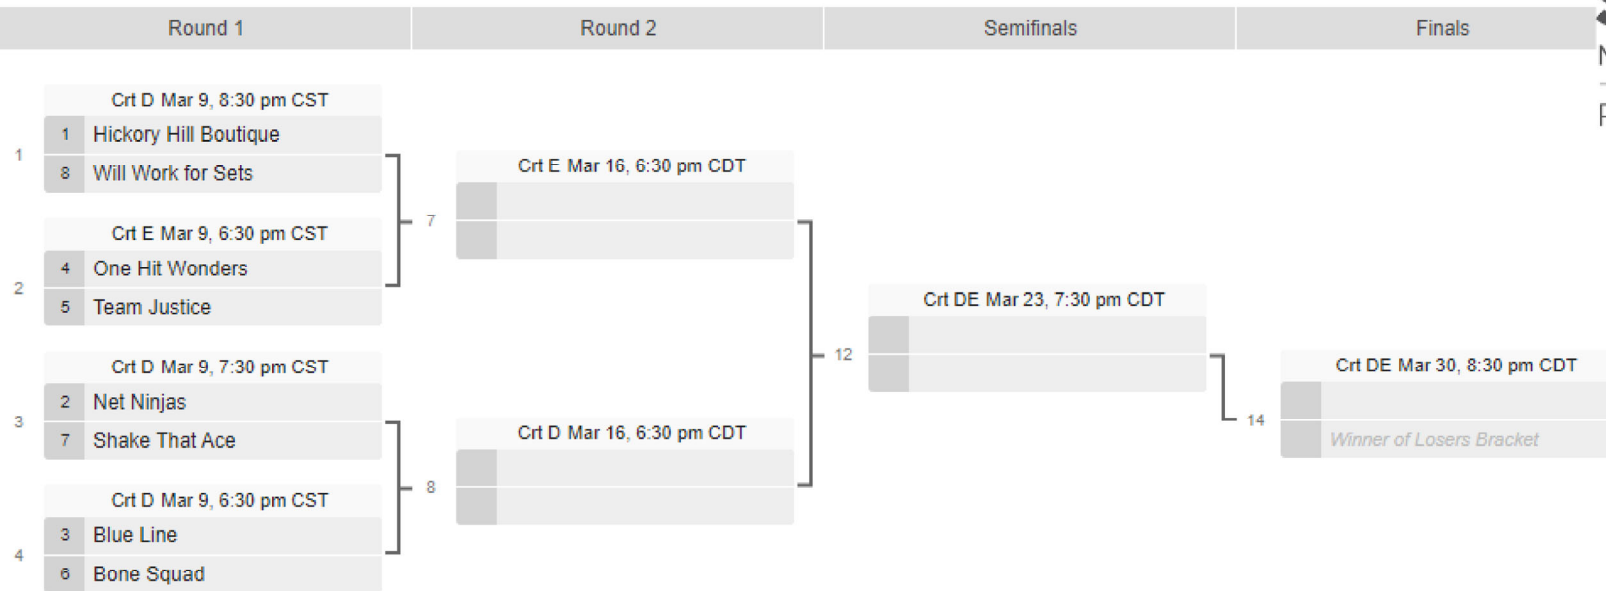 Round 1
Round 2
Semifinals
Finals
Crt D Mar 9, 8:30 pm CST
1
1 Hickory Hill Boutique
8 Will Work for Sets
Crt E Mar 9, 6:30 pm CST
2
4 One Hit Wonders
5 Team Justice
Crt D Mar 9, 7:30 pm CST
3
2 Net Ninjas
7 Shake That Ace
Crt D Mar 9, 6:30 pm CST
4
3 Blue Line
6 Bone Squad
Crt E Mar 16, 6:30 pm CDT
7
Crt D Mar 16, 6:30 pm CDT
8
Crt DE Mar 23, 7:30 pm CDT
12
Crt DE Mar 30, 8:30 pm CDT
14
Winner of Losers Bracket